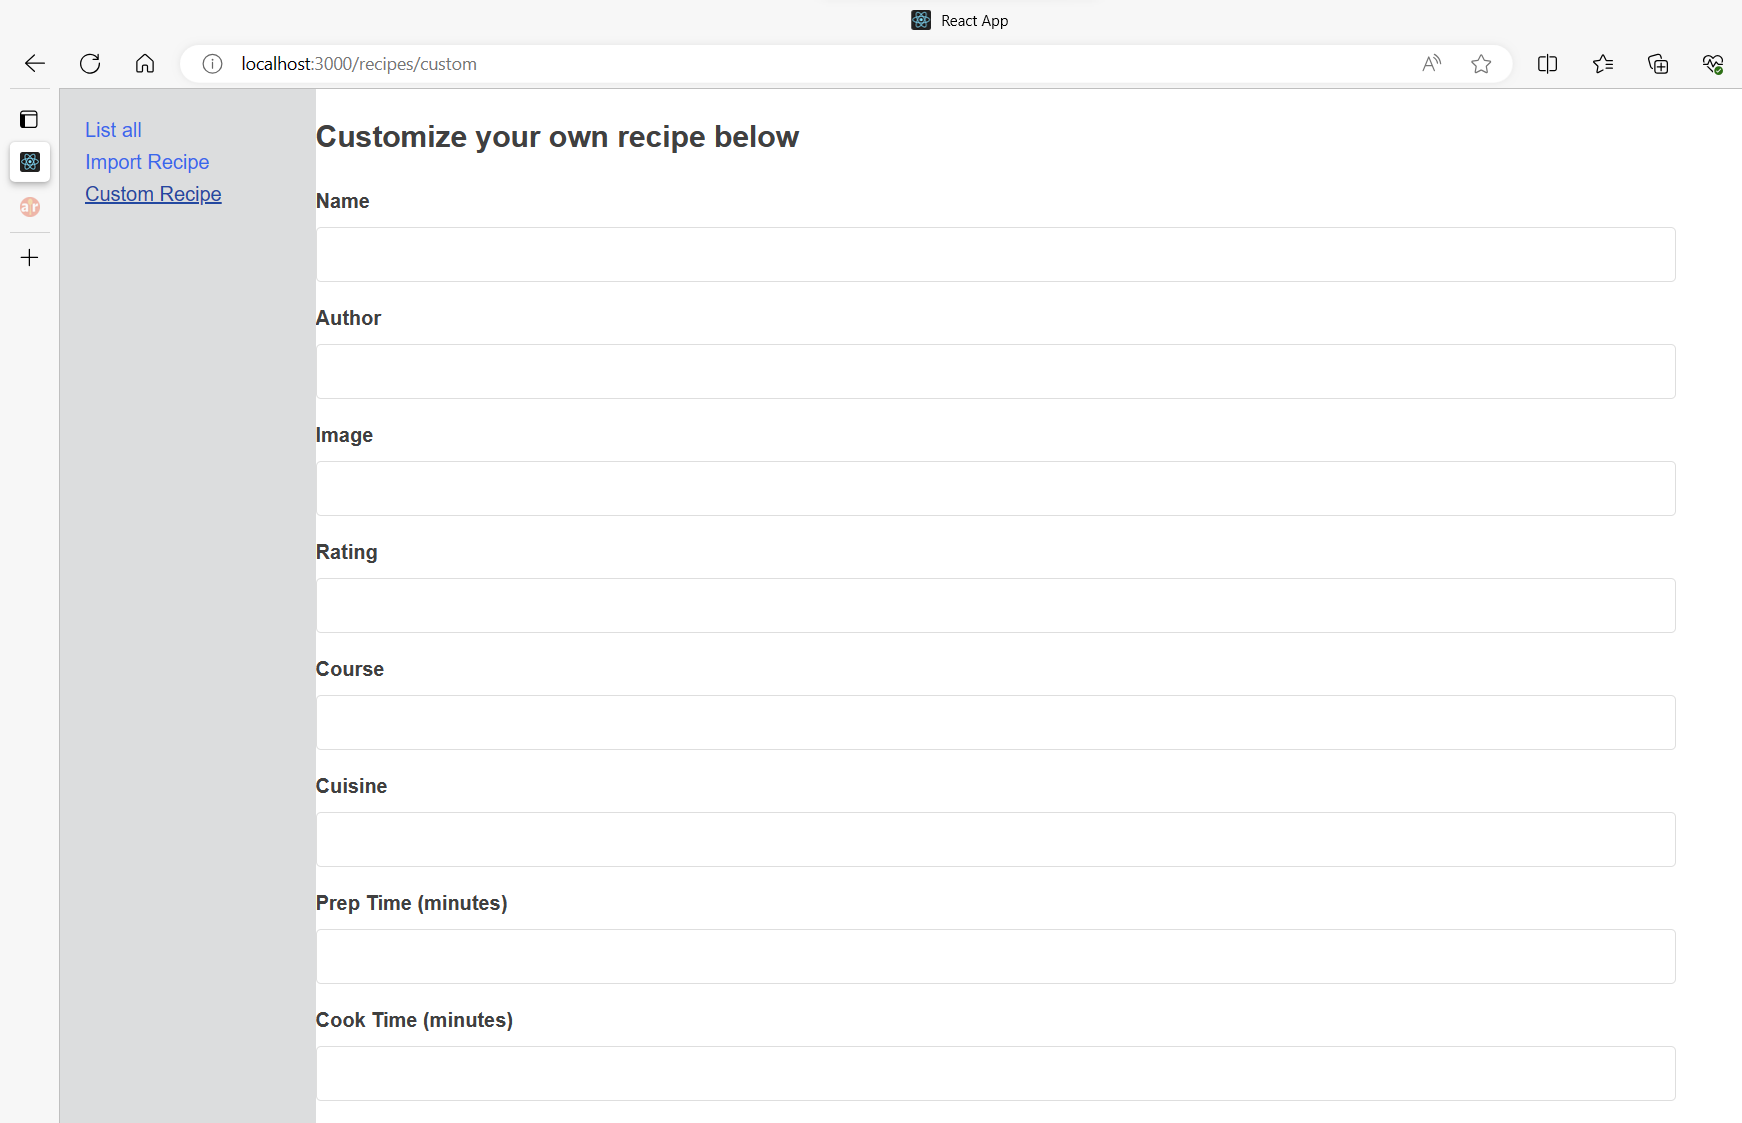 React App
localhost:3000/recipes/custom
List all
Import Recipe
Custom Recipe
Customize your own recipe below
Name
Author
Image
Rating
Course
Cuisine
Prep Time (minutes)
Cook Time (minutes)